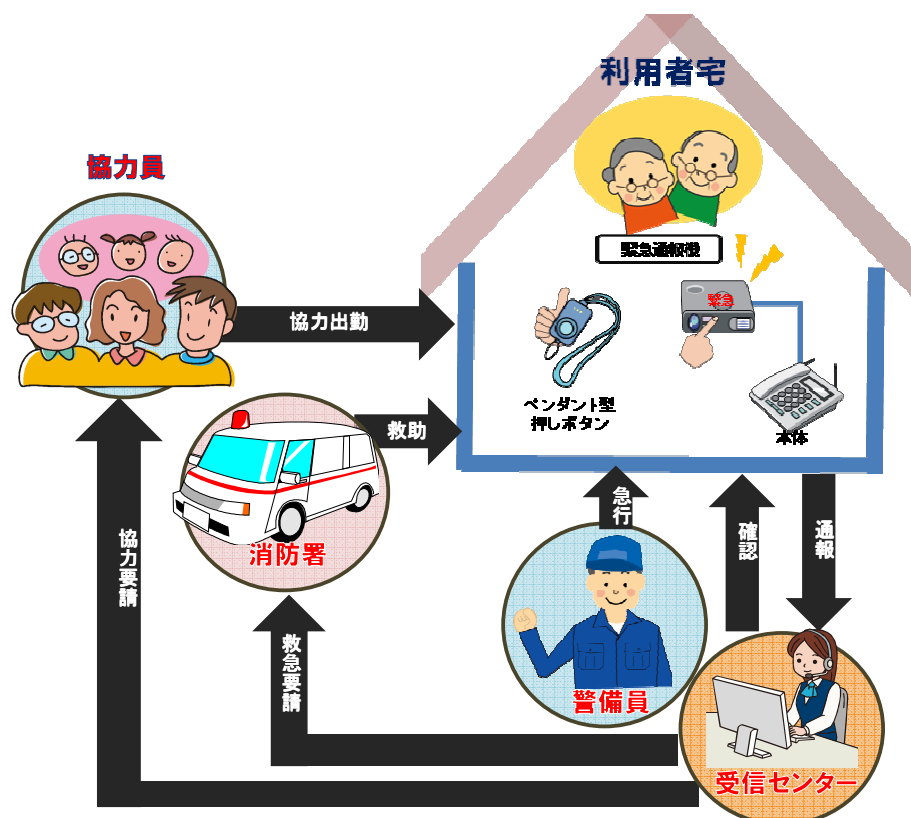 利用者宅
協力員
緊急通報機
緊急
協力出動
ペンダント型
押しボタン
本体
救助
消防署
急行
確認
通報
協力要請
救急要請
警備員
受信センター